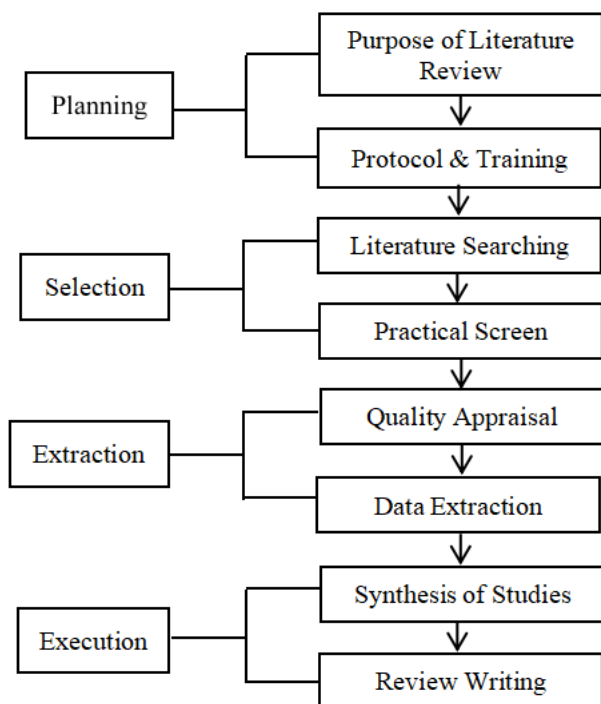 Purpose of Literature
Review
Planning
Protocol & Training
Literature Searching
Selection
Practical Screen
Quality Appraisal
Extraction
Data Extraction
Synthesis of Studies
Execution
Review Writing